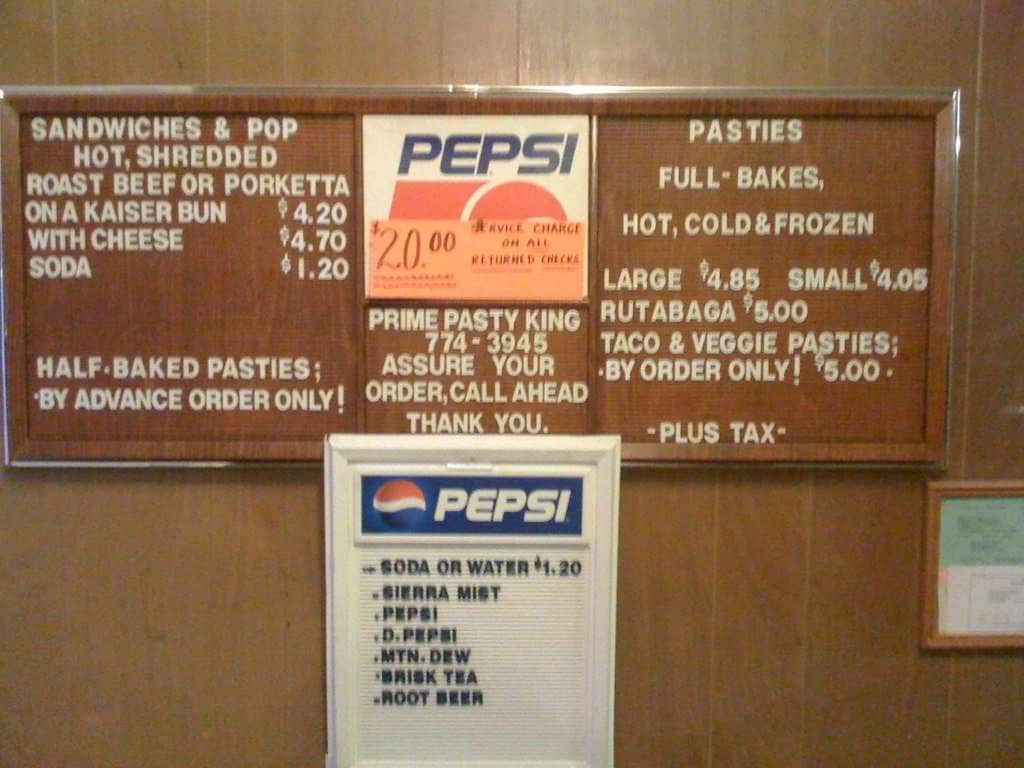 SANDWICHES & POP
HOT, SHREDDED
ROAST BEEF OR PORKETTA
ON A KAISER BUN $4.20
WITH CHEESE $4.70
SODA $1.20
HALF-BAKED PASTIES;
·BY ADVANCE ORDER ONLY!
PEPSI
$20.00
SERVICE CHARGE
ON ALL
RETURNED CHECKS
PRIME PASTY KING
774-3945
ASSURE YOUR
ORDER, CALL AHEAD
THANK YOU.
PASTIES
FULL-BAKES,
HOT, COLD & FROZEN
LARGE $4.85 SMALL $4.05
RUTABAGA $5.00
TACO & VEGGIE PASTIES;
·BY ORDER ONLY! $5.00·
-PLUS TAX-
PEPSI
-SODA OR WATER $1.20
·SIERRA MIST
·PEPSI
·D.PEPSI
·MTN. DEW
·BRISK TEA
·ROOT BEER